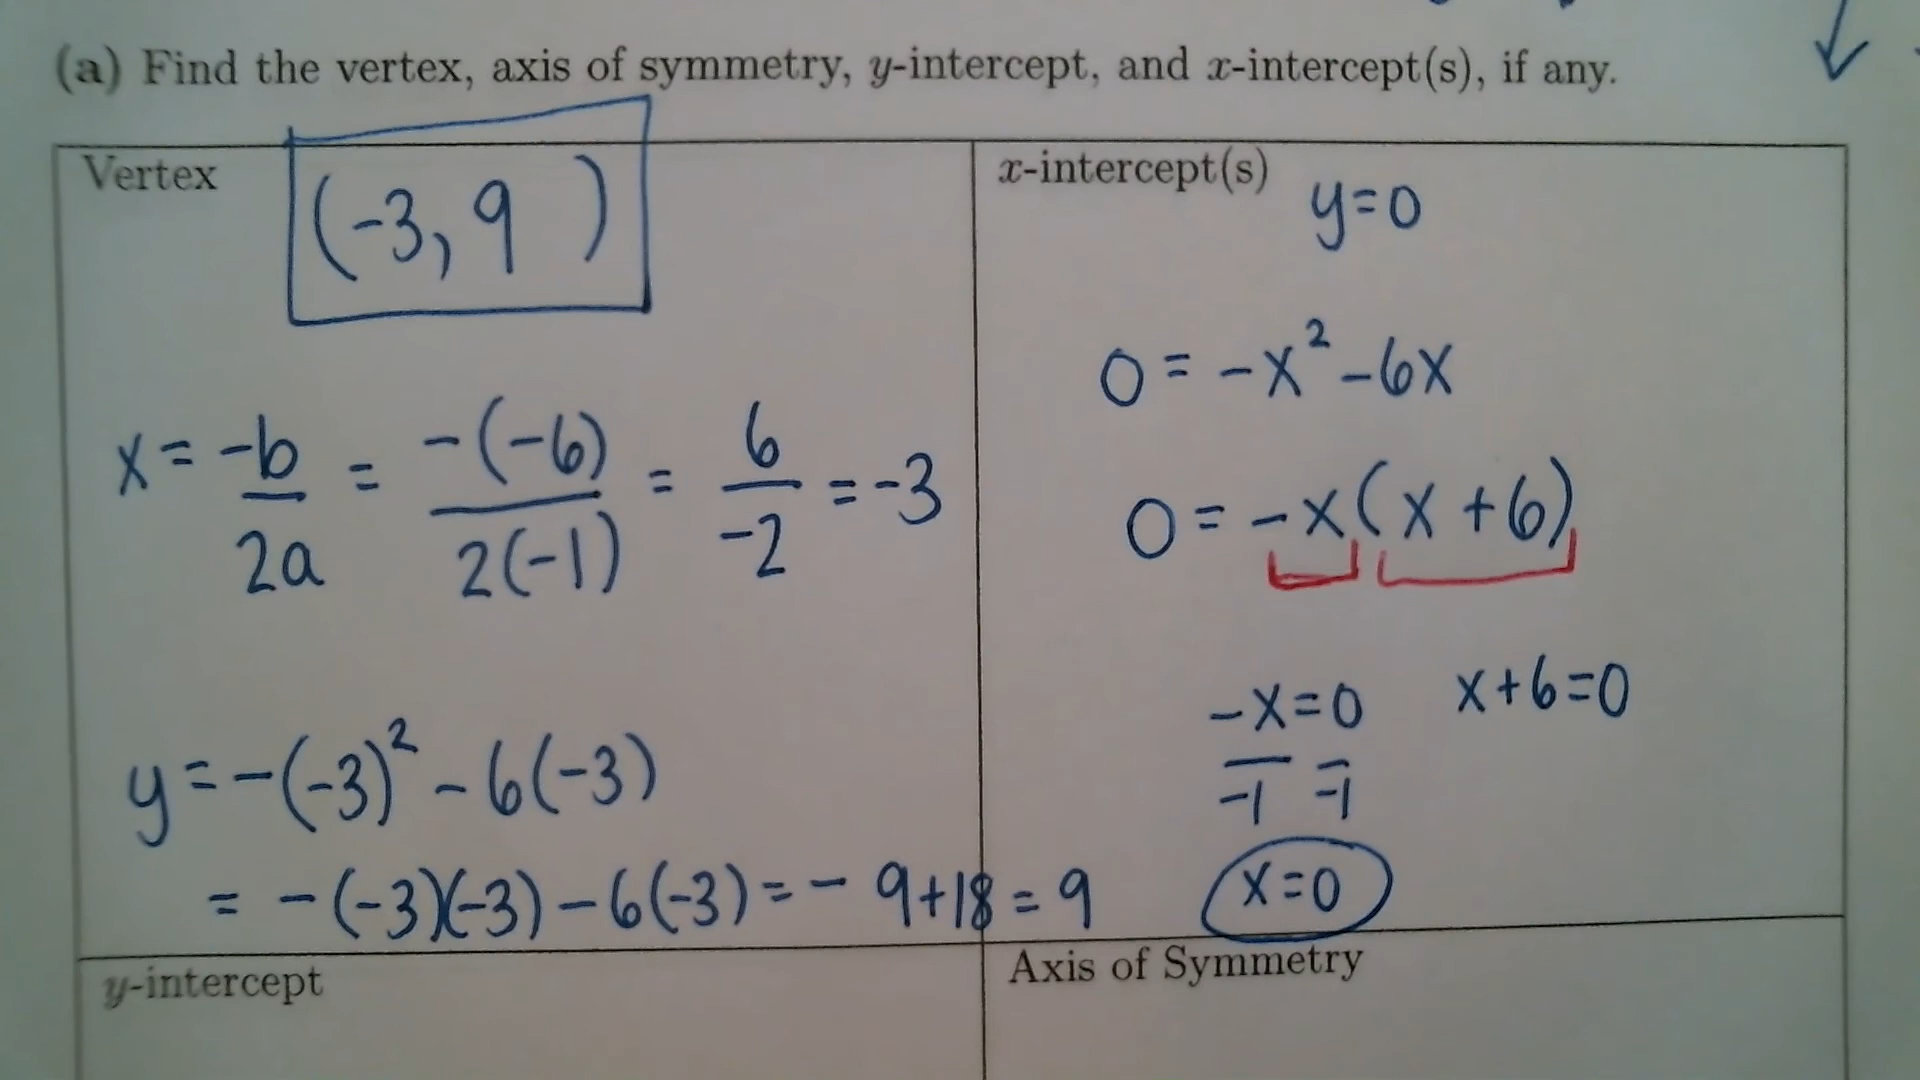 (a) Find the vertex, axis of symmetry, y-intercept, and x-intercept(s), if any.
Vertex
(-3, 9 )
x = -b/2a = -(-6)/2(-1) = 6/-2 = -3
y = -(-3)² - 6(-3)
= -(-3)(-3) - 6(-3) = - 9+18 = 9
x-intercept(s)
y=0
0 = -x² - 6x
0 = -x(x + 6)
-x=0 x+6=0
-1 -1
x=0
y-intercept
Axis of Symmetry